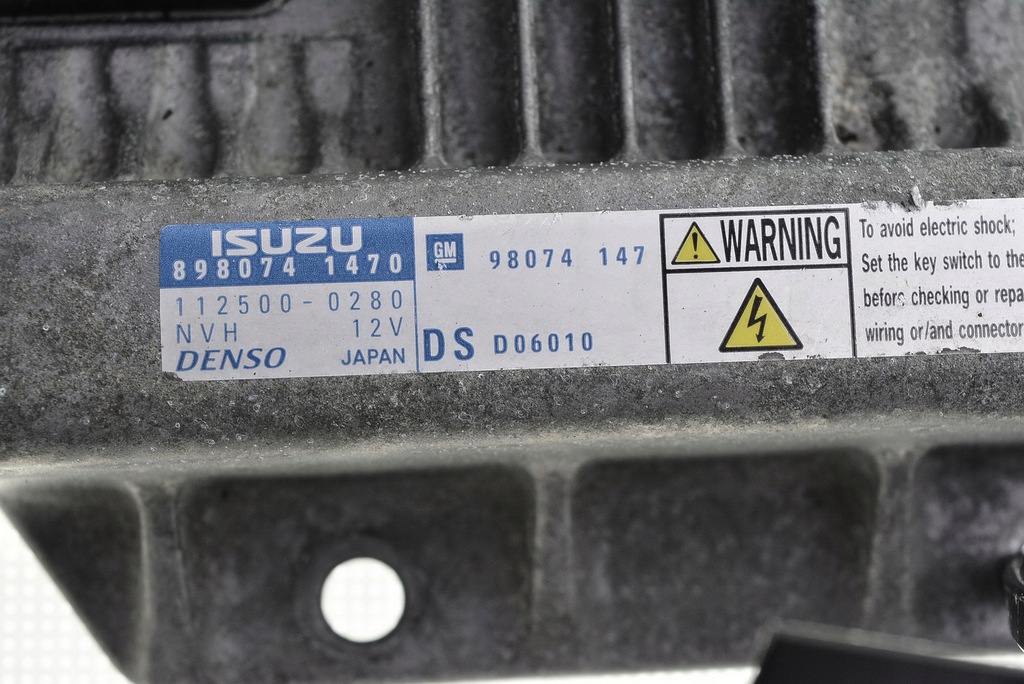 ISUZU
898074 1470
112500-0280
NVH 12V
DENSO JAPAN
GM 98074 147
DS D06010
WARNING
To avoid electric shock;
Set the key switch to the
before checking or repa
wiring or/and connector